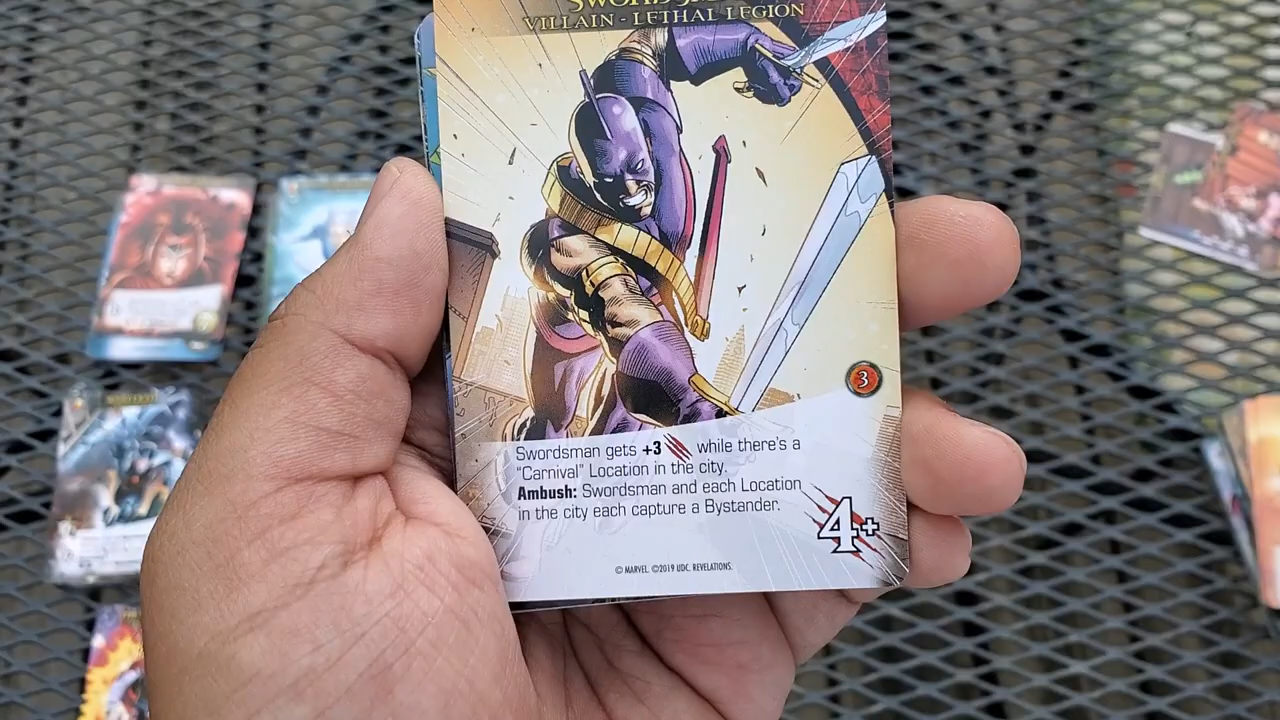 VILLAIN - LETHAL LEGION
3
Swordsman gets +3 while there's a
"Carnival" Location in the city.
Ambush: Swordsman and each Location
in the city each capture a Bystander.
4+
© MARVEL. ©2019 UDC. REVELATIONS.